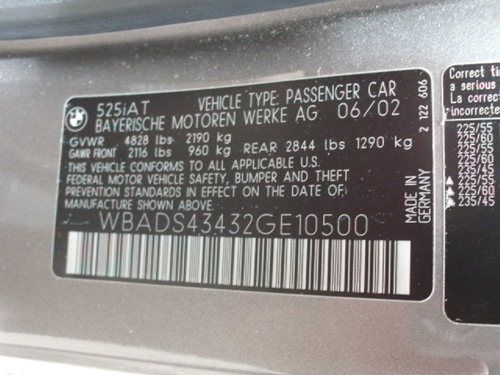 525iAT VEHICLE TYPE: PASSENGER CAR
BAYERISCHE MOTOREN WERKE AG 06/02
GVWR 4828 lbs 2190 kg
GAWR FRONT 2116 lbs 960 kg REAR 2844 lbs 1290 kg
THIS VEHICLE CONFORMS TO ALL APPLICABLE U.S.
FEDERAL MOTOR VEHICLE SAFETY, BUMPER AND THEFT
PREVENTION STANDARDS IN EFFECT ON THE DATE OF
MANUFACTURE SHOWN ABOVE.
WBADS43432GE10500
MADE IN
GERMANY
2 122 606
Correct ti
a serious
La correc
incorrecte
225/55
225/60
225/55
225/60
225/55
225/55
235/45